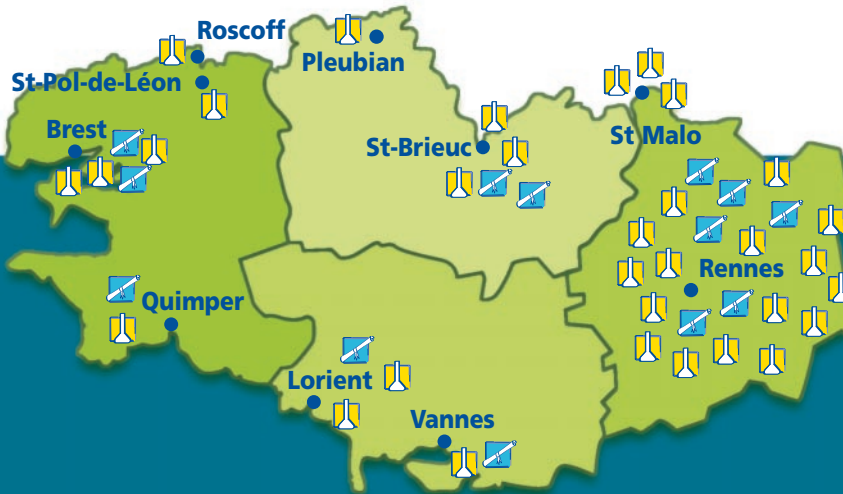 Roscoff
Pleubian
St-Pol-de-Léon
Brest
St-Brieuc
St Malo
Rennes
Quimper
Lorient
Vannes